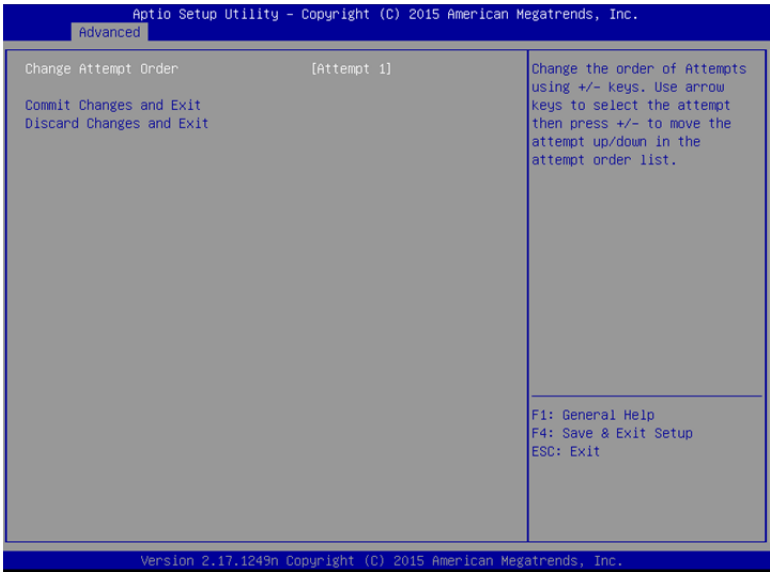 Aptio Setup Utility – Copyright (C) 2015 American Megatrends, Inc.
Advanced
Change Attempt Order [Attempt 1]
Commit Changes and Exit
Discard Changes and Exit
Change the order of Attempts
using +/- keys. Use arrow
keys to select the attempt
then press +/- to move the
attempt up/down in the
attempt order list.
F1: General Help
F4: Save & Exit Setup
ESC: Exit
Version 2.17.1249n Copyright (C) 2015 American Megatrends, Inc.